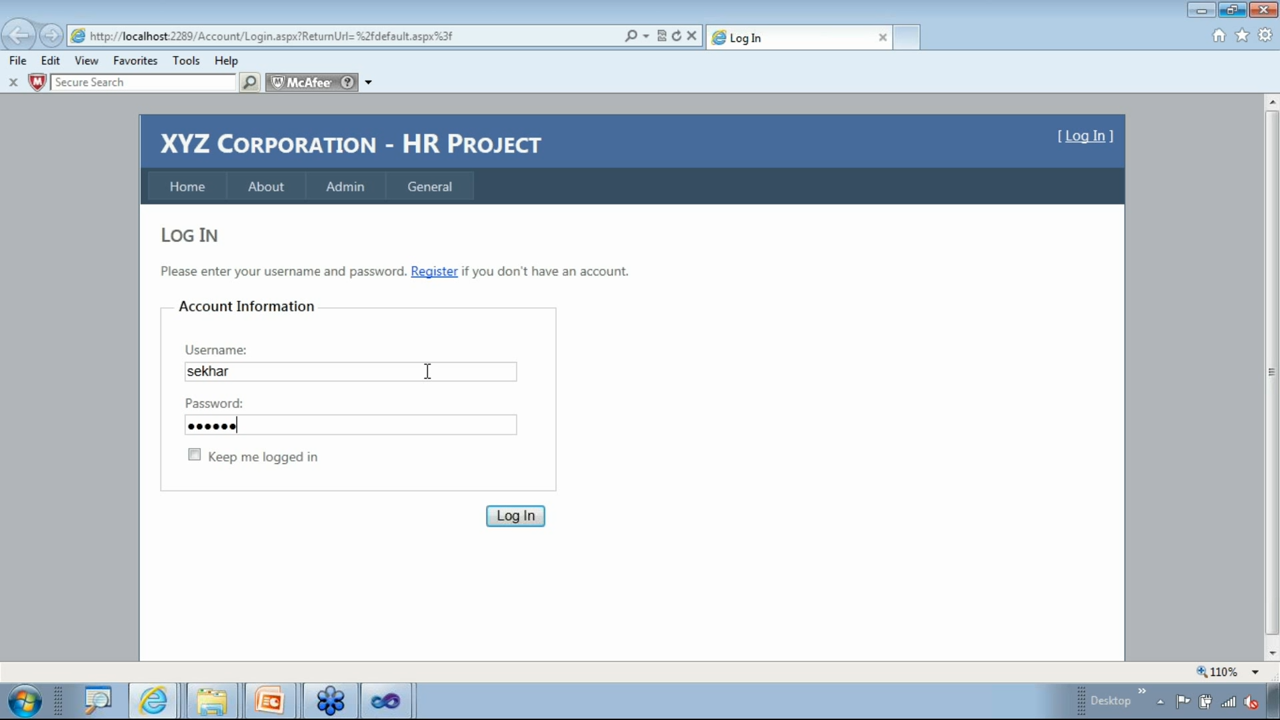 http://localhost:2289/Account/Login.aspx?ReturnUrl=%2fdefault.aspx%3f
Log In
File Edit View Favorites Tools Help
Secure Search
McAfee
XYZ Corporation - HR Project
[ Log In ]
Home About Admin General
Log In
Please enter your username and password. Register if you don't have an account.
Account Information
Username:
sekhar
Password:
Keep me logged in
Log In
110%
Desktop